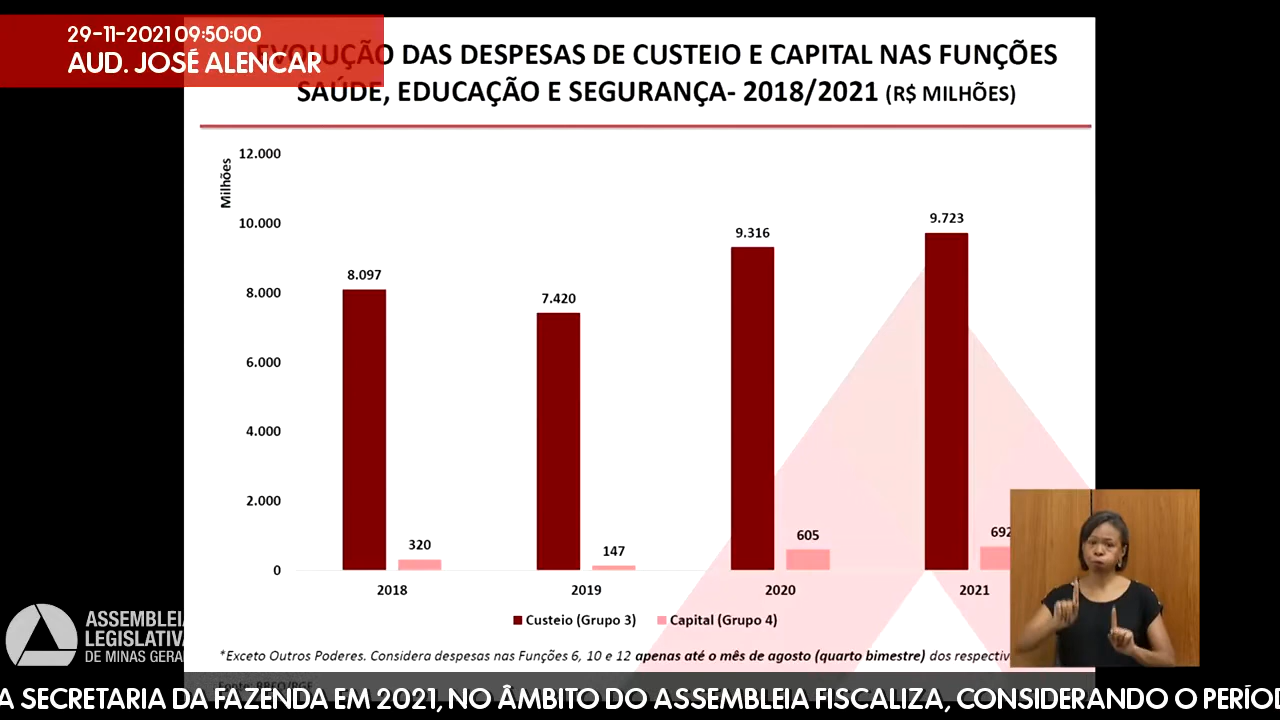 29-11-2021 09:50:00
AUD. JOSÉ ALENCAR
EVOLUÇÃO DAS DESPESAS DE CUSTEIO E CAPITAL NAS FUNÇÕES
SAÚDE, EDUCAÇÃO E SEGURANÇA- 2018/2021 (R$ MILHÕES)
Milhões
12.000
10.000
8.000
6.000
4.000
2.000
0
8.097
320
7.420
147
9.316
605
9.723
692
2018
2019
2020
2021
Custeio (Grupo 3)
Capital (Grupo 4)
*Exceto Outros Poderes. Considera despesas nas Funções 6, 10 e 12 apenas até o mês de agosto (quarto bimestre) dos respectiv
ASSEMBLEIA
LEGISLATIVA
DE MINAS GERAI
A SECRETARIA DA FAZENDA EM 2021, NO ÂMBITO DO ASSEMBLEIA FISCALIZA, CONSIDERANDO O PERÍOD